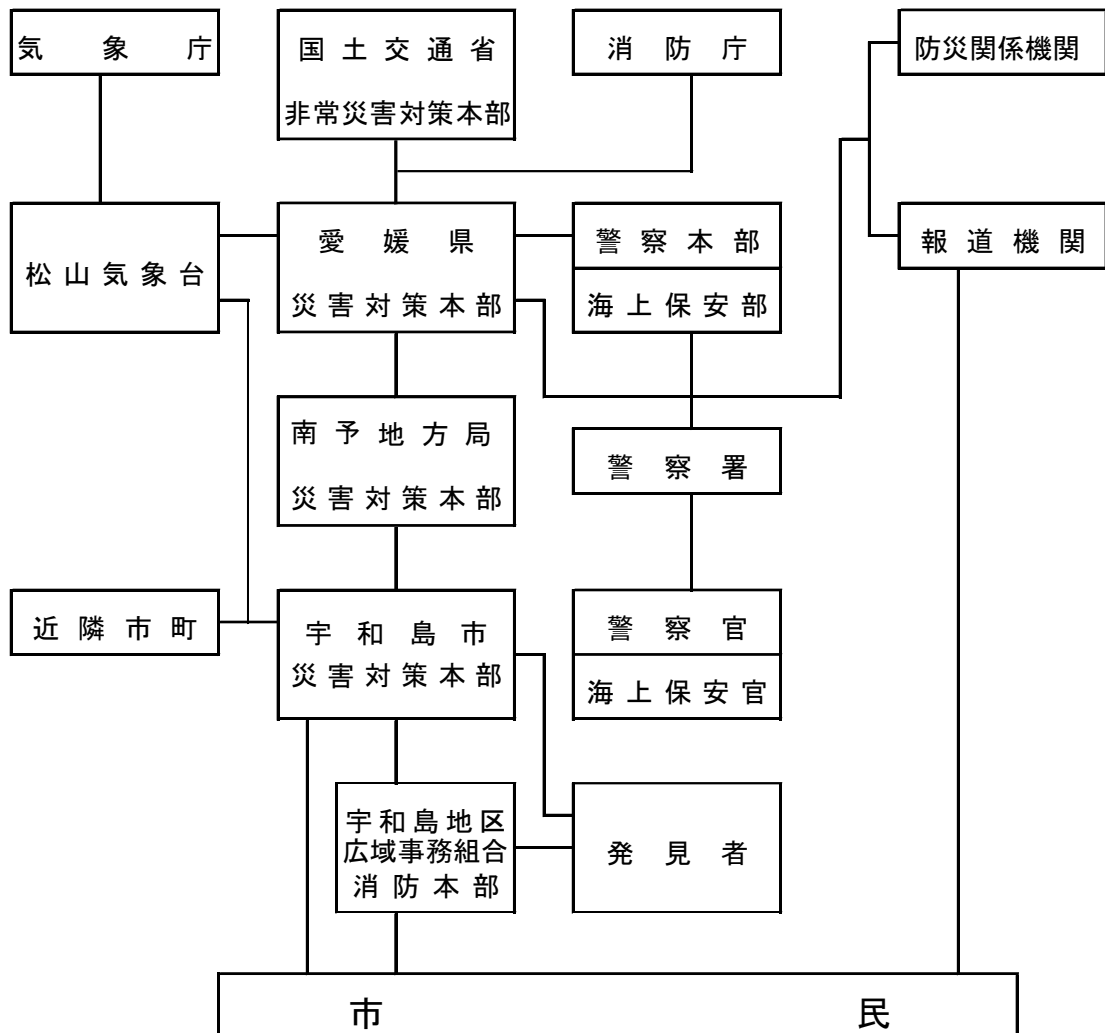 気象庁
国土交通省
非常災害対策本部
消防庁
防災関係機関
松山気象台
愛媛県
災害対策本部
警察本部
海上保安部
報道機関
南予地方局
災害対策本部
警察署
近隣市町
宇和島市
災害対策本部
警察官
海上保安官
宇和島地区
広域事務組合
消防本部
発見者
市民